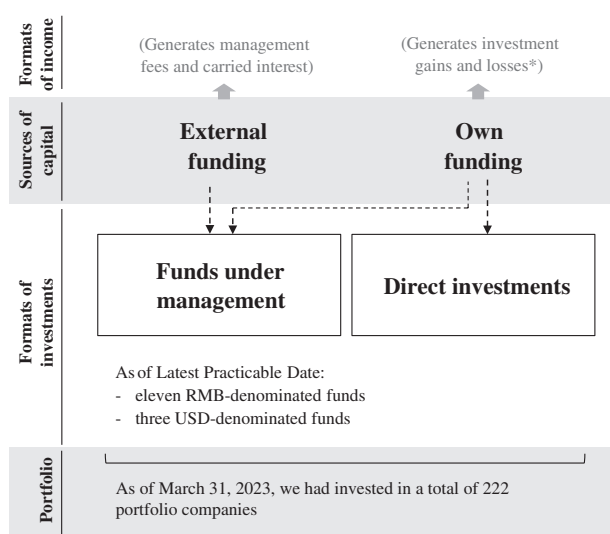 Formats
of income
(Generates management
fees and carried interest)
(Generates investment
gains and losses*)
Sources of
capital
External
funding
Own
funding
Formats of
investments
Funds under
management
Direct investments
As of Latest Practicable Date:
- eleven RMB-denominated funds
- three USD-denominated funds
Portfolio
As of March 31, 2023, we had invested in a total of 222
portfolio companies